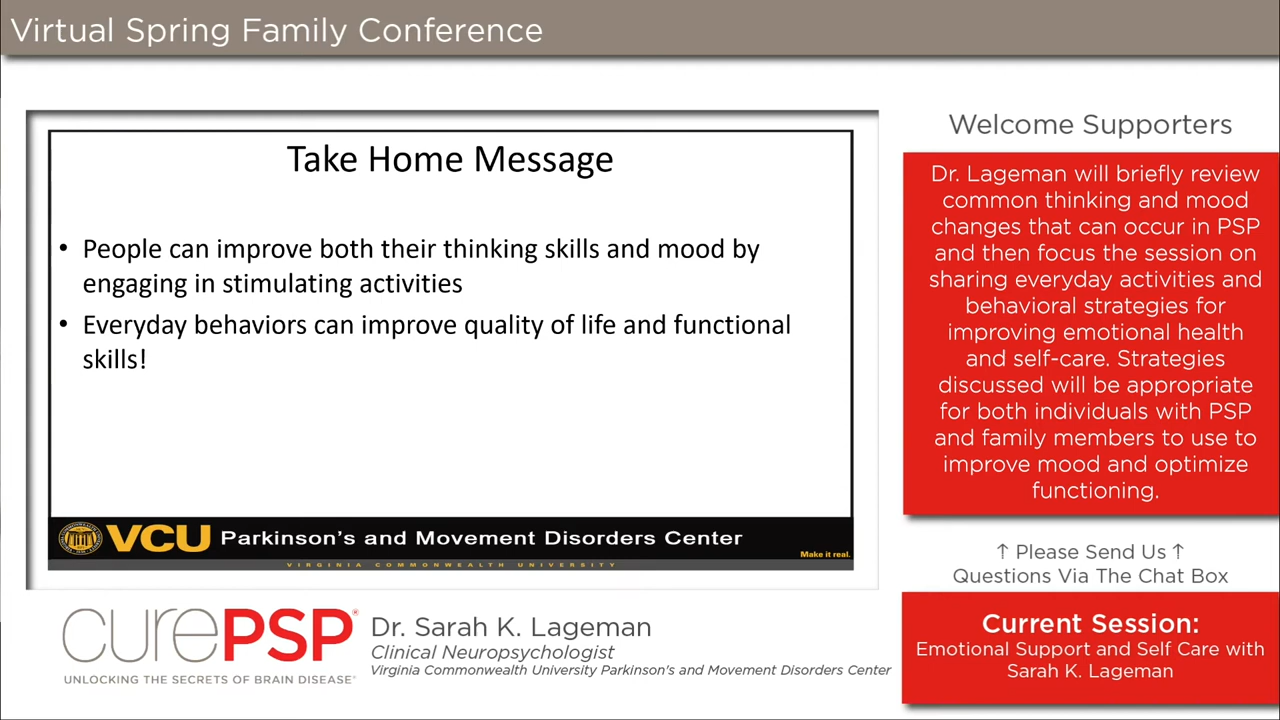 Virtual Spring Family Conference
Take Home Message
• People can improve both their thinking skills and mood by
engaging in stimulating activities
• Everyday behaviors can improve quality of life and functional
skills!
VCU Parkinson's and Movement Disorders Center
Make it real.
VIRGINIA COMMONWEALTH UNIVERSITY
curePSP®
UNLOCKING THE SECRETS OF BRAIN DISEASE®
Dr. Sarah K. Lageman
Clinical Neuropsychologist
Virginia Commonwealth University Parkinson's and Movement Disorders Center
Welcome Supporters
Dr. Lageman will briefly review
common thinking and mood
changes that can occur in PSP
and then focus the session on
sharing everyday activities and
behavioral strategies for
improving emotional health
and self-care. Strategies
discussed will be appropriate
for both individuals with PSP
and family members to use to
improve mood and optimize
functioning.
↑ Please Send Us ↑
Questions Via The Chat Box
Current Session:
Emotional Support and Self Care with
Sarah K. Lageman